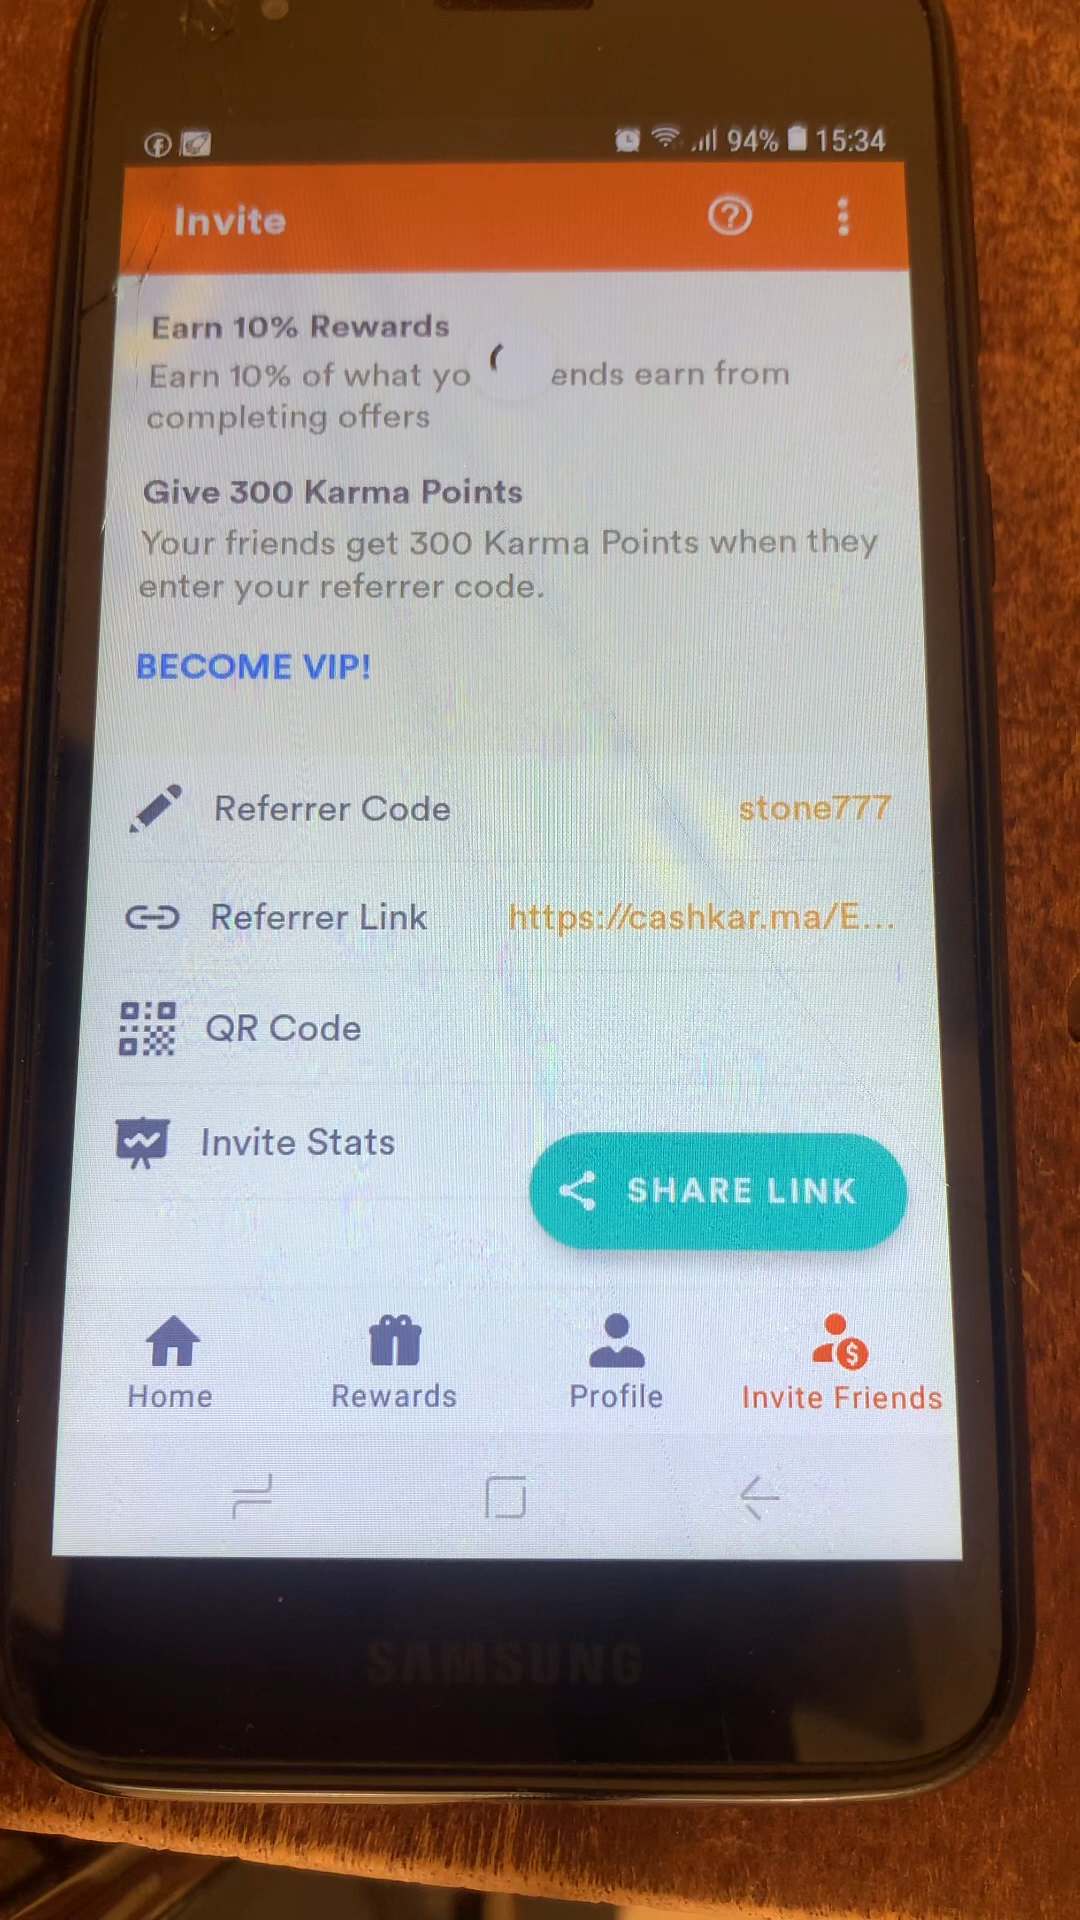 94% 15:34
Invite
Earn 10% Rewards
Earn 10% of what yo ends earn from
completing offers
Give 300 Karma Points
Your friends get 300 Karma Points when they
enter your referrer code.
BECOME VIP!
Referrer Code stone777
Referrer Link https://cashkar.ma/E...
QR Code
Invite Stats
SHARE LINK
Home Rewards Profile Invite Friends
SAMSUNG